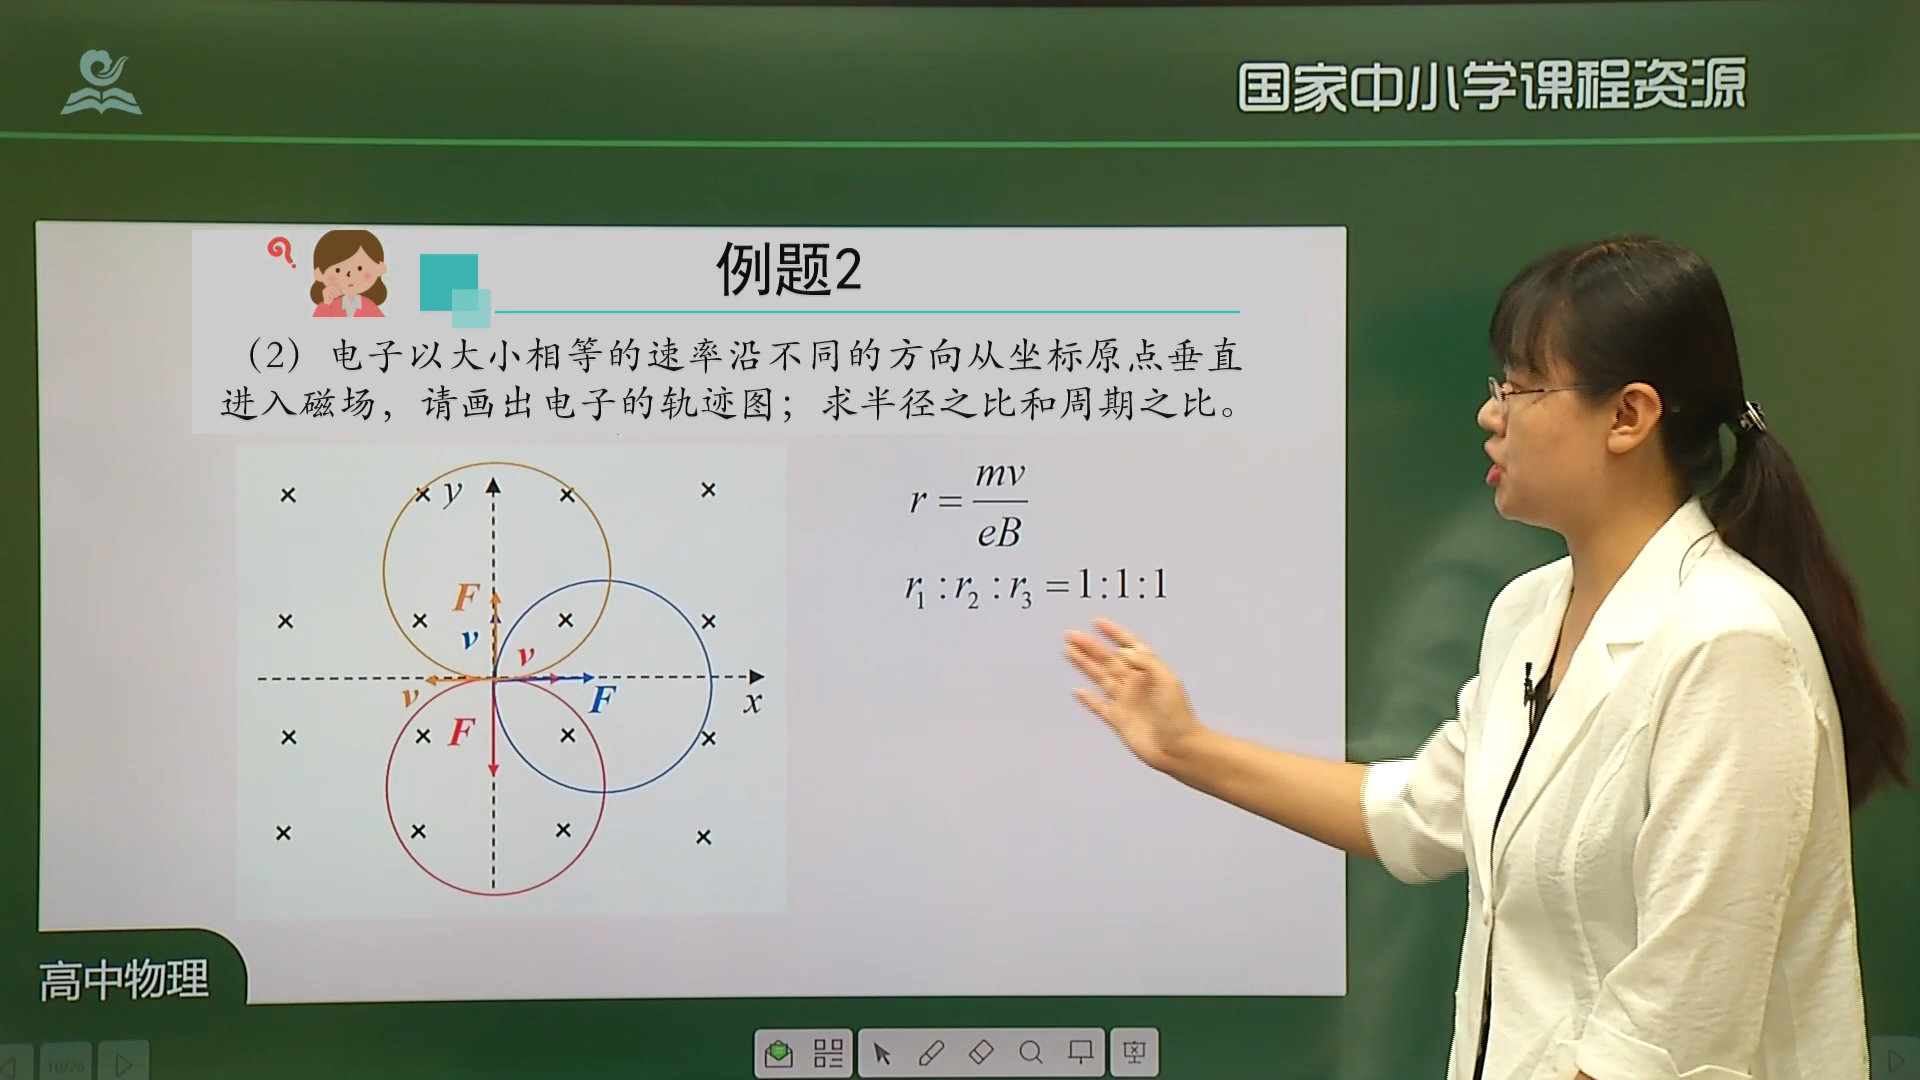 国家中小学课程资源
例题2
(2)电子以大小相等的速率沿不同的方向从坐标原点垂直
进入磁场，请画出电子的轨迹图；求半径之比和周期之比。
y
F
v
v
v
F
x
F
r = mv/eB
r₁ : r₂ : r₃ = 1:1:1
高中物理
10/26